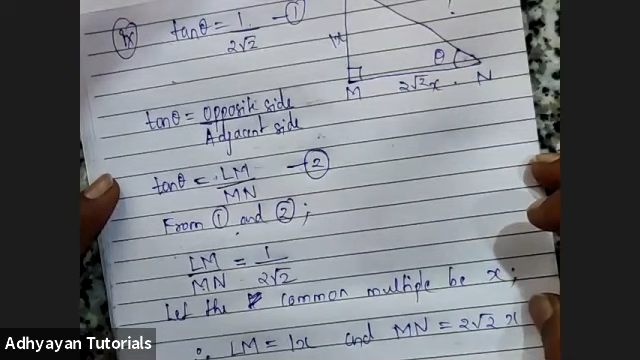 tanθ = 1/2√2 - ①
1x
θ
M 2√2x N
tanθ = Opposite side/Adjacent side
tanθ = LM/MN - ②
From ① and ② ;
LM/MN = 1/2√2
Let the common multiple be x;
∴ LM = 1x and MN = 2√2 x
Adhyayan Tutorials